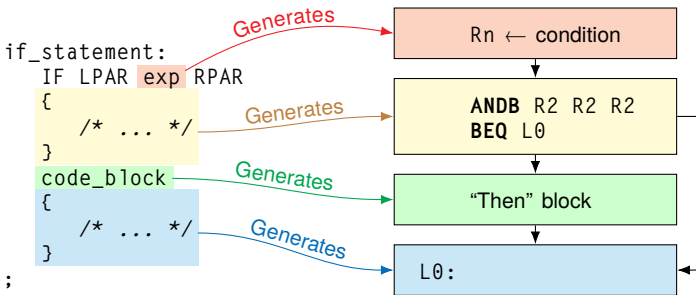 if_statement:
IF LPAR exp RPAR
{
/* ... */
}
code_block
{
/* ... */
}
;
Generates
Generates
Generates
Generates
Rn ← condition
ANDB R2 R2 R2
BEQ L0
“Then” block
L0: